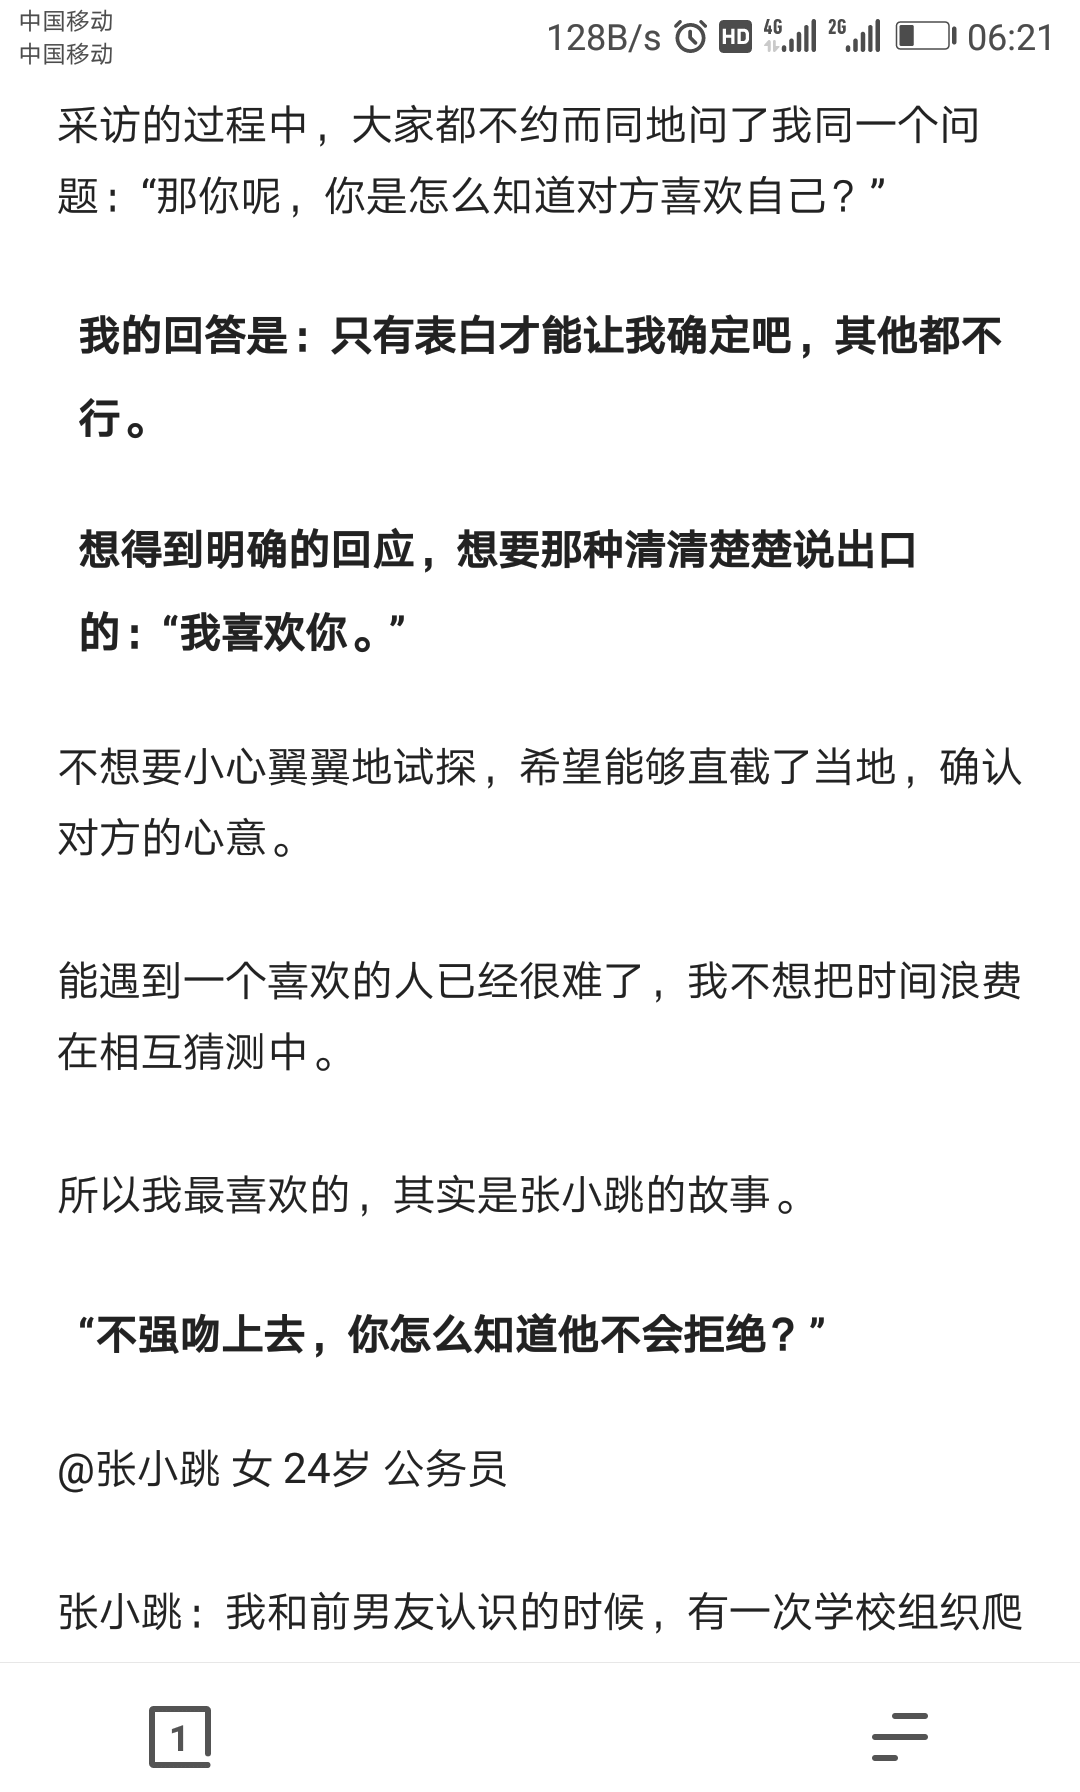 中国移动
中国移动
128B/s HD 4G 2G 06:21
采访的过程中，大家都不约而同地问了我同一个问
题：“那你呢，你是怎么知道对方喜欢自己？”
我的回答是：只有表白才能让我确定吧，其他都不
行。
想得到明确的回应，想要那种清清楚楚说出口
的：“我喜欢你。”
不想要小心翼翼地试探，希望能够直截了当地，确认
对方的心意。
能遇到一个喜欢的人已经很难了，我不想把时间浪费
在相互猜测中。
所以我最喜欢的，其实是张小跳的故事。
“不强吻上去，你怎么知道他不会拒绝？”
@张小跳 女 24岁 公务员
张小跳：我和前男友认识的时候，有一次学校组织爬
1